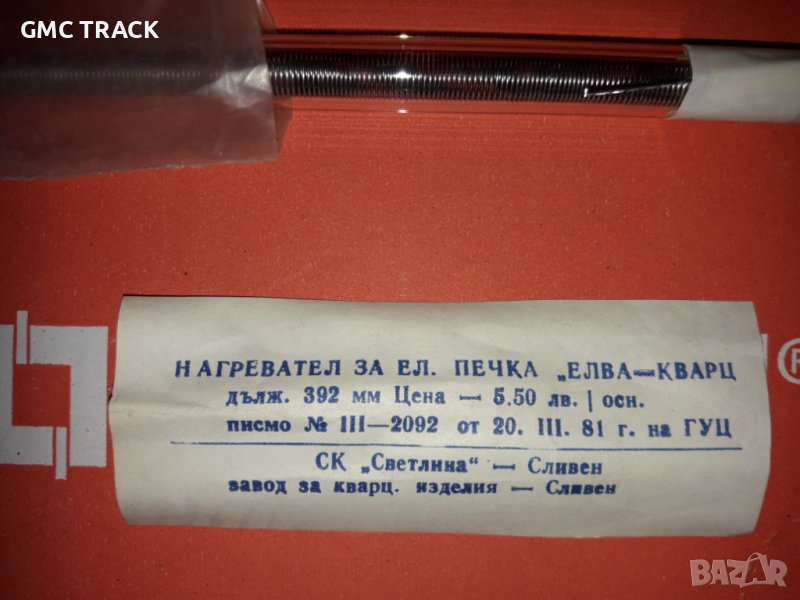 GMC TRACK
НАГРЕВАТЕЛ ЗА ЕЛ. ПЕЧКА „ЕЛВА—КВАРЦ
дълж. 392 мм Цена — 5.50 лв. | осн.
писмо № III—2092 от 20. III. 81 г. на ГУЦ
СК „Светлина“ — Сливен
завод за кварц. изделия — Сливен
®
BAZAR